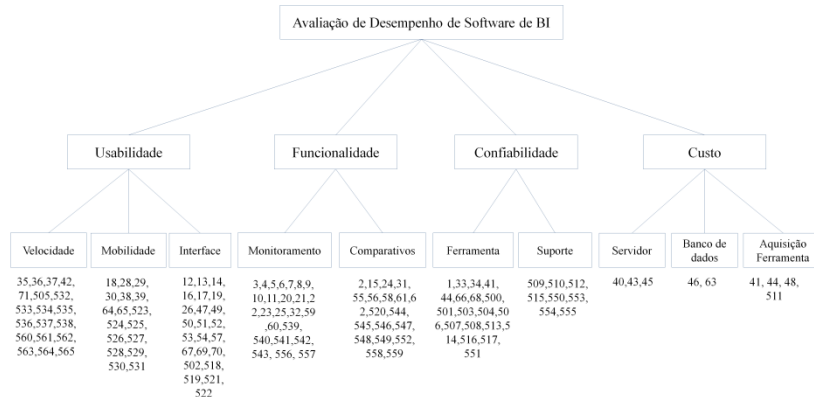 Avaliação de Desempenho de Software de BI
Usabilidade
Funcionalidade
Confiabilidade
Custo
Velocidade
Mobilidade
Interface
Monitoramento
Comparativos
Ferramenta
Suporte
Servidor
Banco de
dados
Aquisição
Ferramenta
35,36,37,42,
71,505,532,
533,534,535,
536,537,538,
560,561,562,
563,564,565
18,28,29,
30,38,39,
64,65,523,
524,525,
526,527,
528,529,
530,531
12,13,14,
16,17,19,
26,47,49,
50,51,52,
53,54,57,
67,69,70,
502,518,
519,521,
522
3,4,5,6,7,8,9,
10,11,20,21,2
2,23,25,32,59
,60,539,
540,541,542,
543, 556, 557
2,15,24,31,
55,56,58,61,6
2,520,544,
545,546,547,
548,549,552,
558,559
1,33,34,41,
44,66,68,500,
501,503,504,50
6,507,508,513,5
14,516,517,
551
509,510,512,
515,550,553,
554,555
40,43,45
46, 63
41, 44, 48,
511